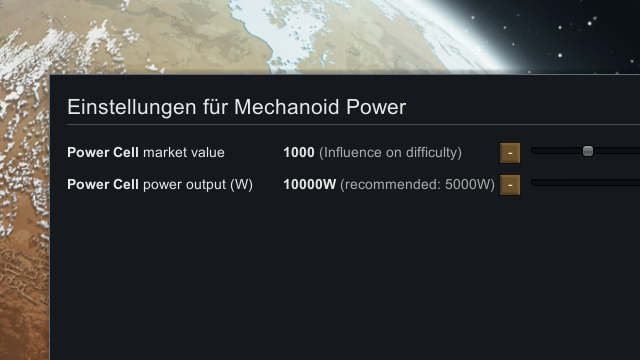 Einstellungen für Mechanoid Power
Power Cell market value 1000 (Influence on difficulty) -
Power Cell power output (W) 10000W (recommended: 5000W) -